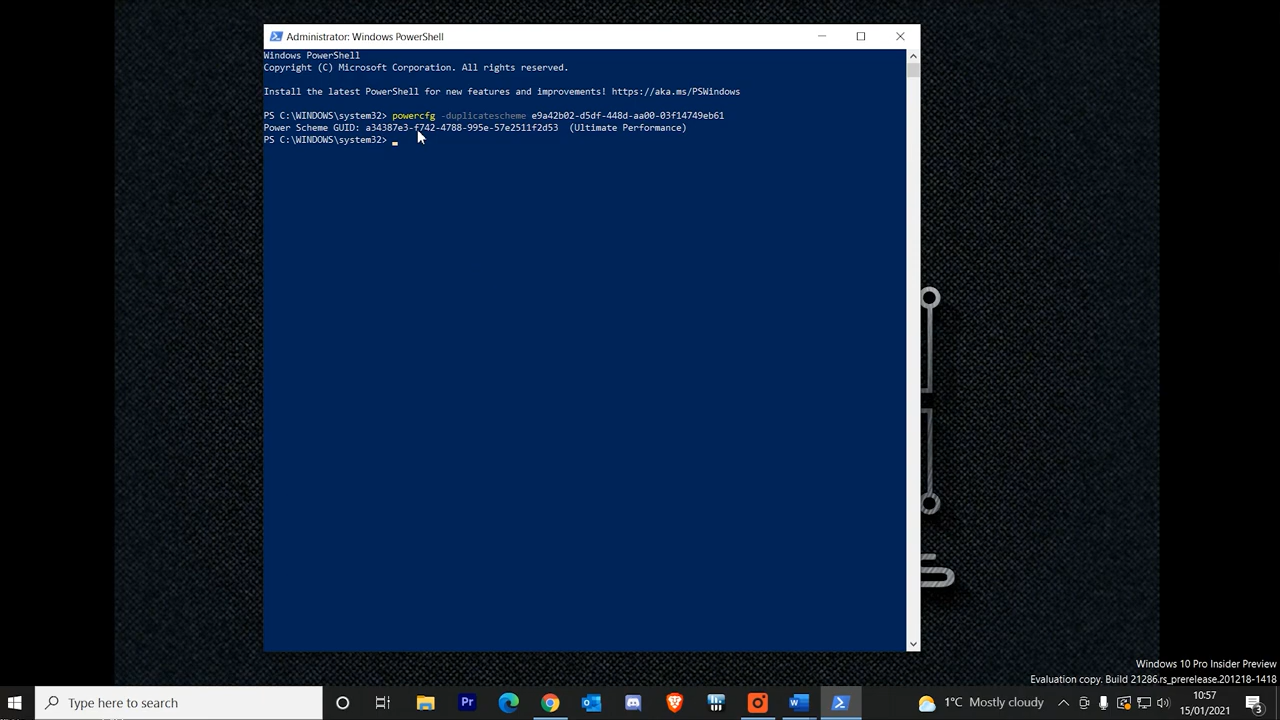 Administrator: Windows PowerShell
Windows PowerShell
Copyright (C) Microsoft Corporation. All rights reserved.
Install the latest PowerShell for new features and improvements! https://aka.ms/PSWindows
PS C:\WINDOWS\system32> powercfg -duplicatescheme e9a42b02-d5df-448d-aa00-03f14749eb61
Power Scheme GUID: a34387e3-f742-4788-995e-57e2511f2d53  (Ultimate Performance)
PS C:\WINDOWS\system32>
Windows 10 Pro Insider Preview
Evaluation copy. Build 21286.rs_prerelease.201218-1418
Type here to search
Pr
1°C Mostly cloudy
10:57
15/01/2021
3